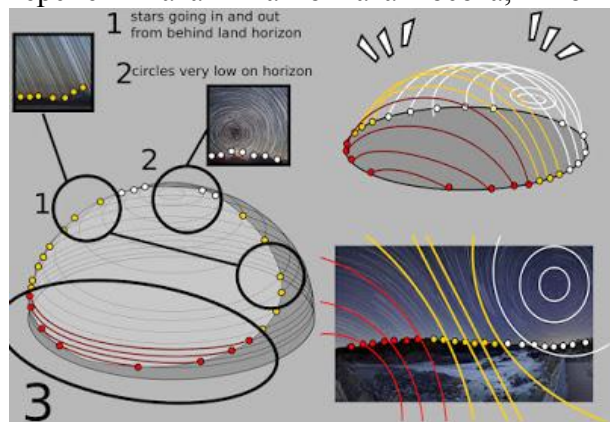 1 stars going in and out
from behind land horizon
2 circles very low on horizon
2
1
3